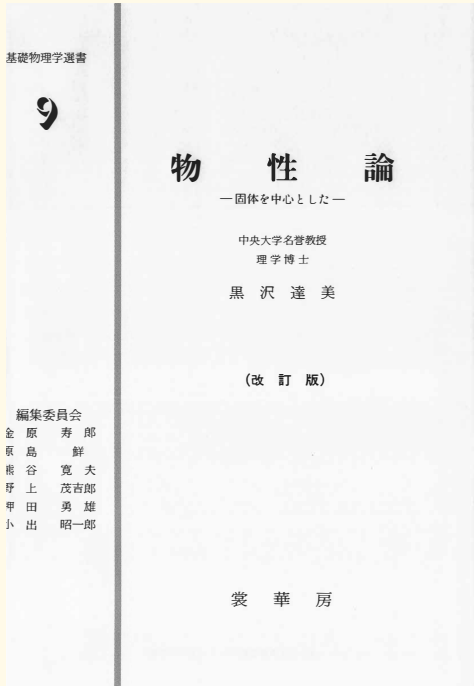 基礎物理学選書
9
物性論
―固体を中心とした―
中央大学名誉教授
理学博士
黒沢達美
(改訂版)
編集委員会
金原寿郎
原島鮮
熊谷寛夫
野上茂吉郎
押田勇雄
小出昭一郎
裳華房